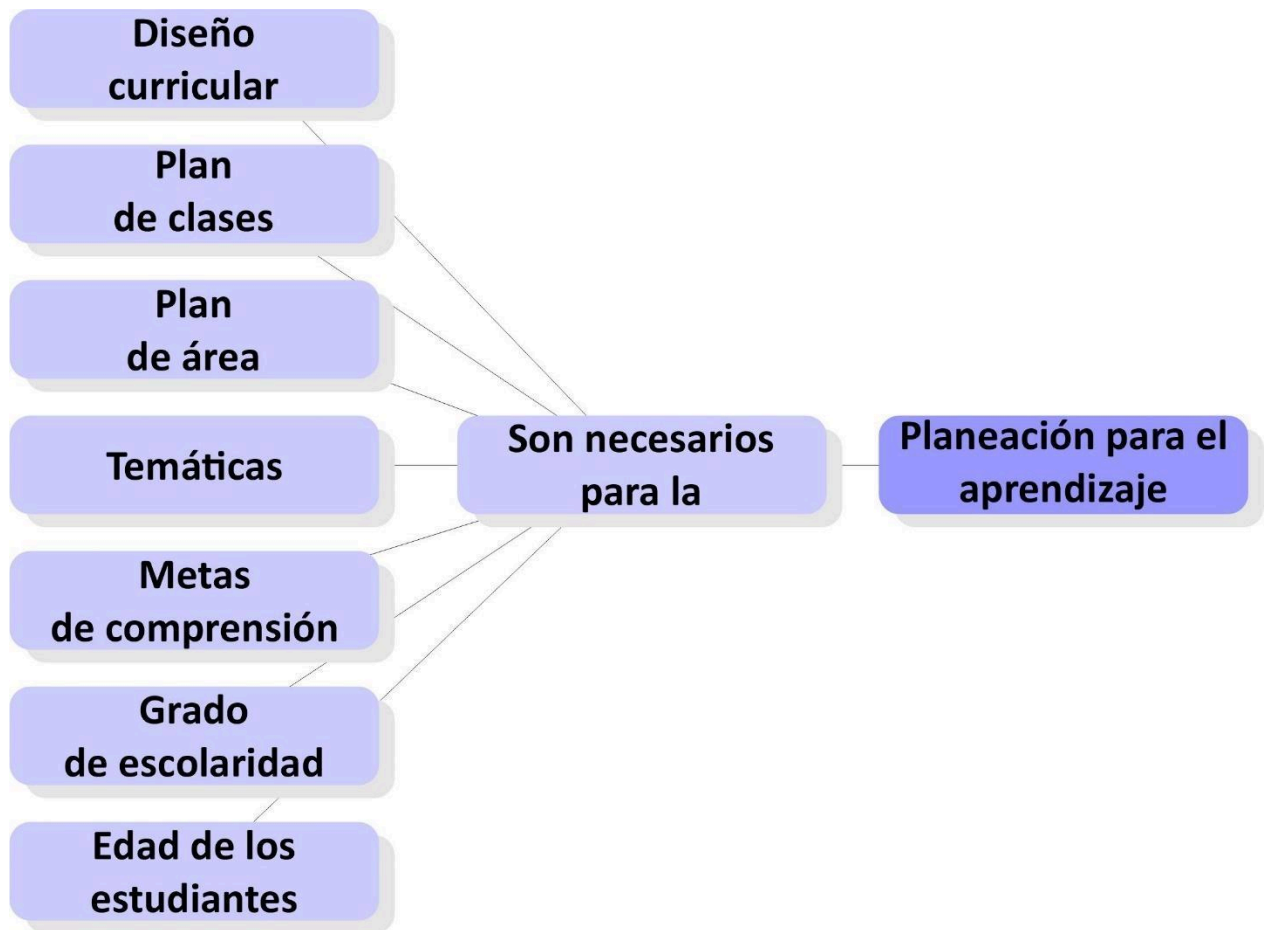 Diseño
curricular
Plan
de clases
Plan
de área
Temáticas
Metas
de comprensión
Grado
de escolaridad
Edad de los
estudiantes
Son necesarios
para la
Planeación para el
aprendizaje